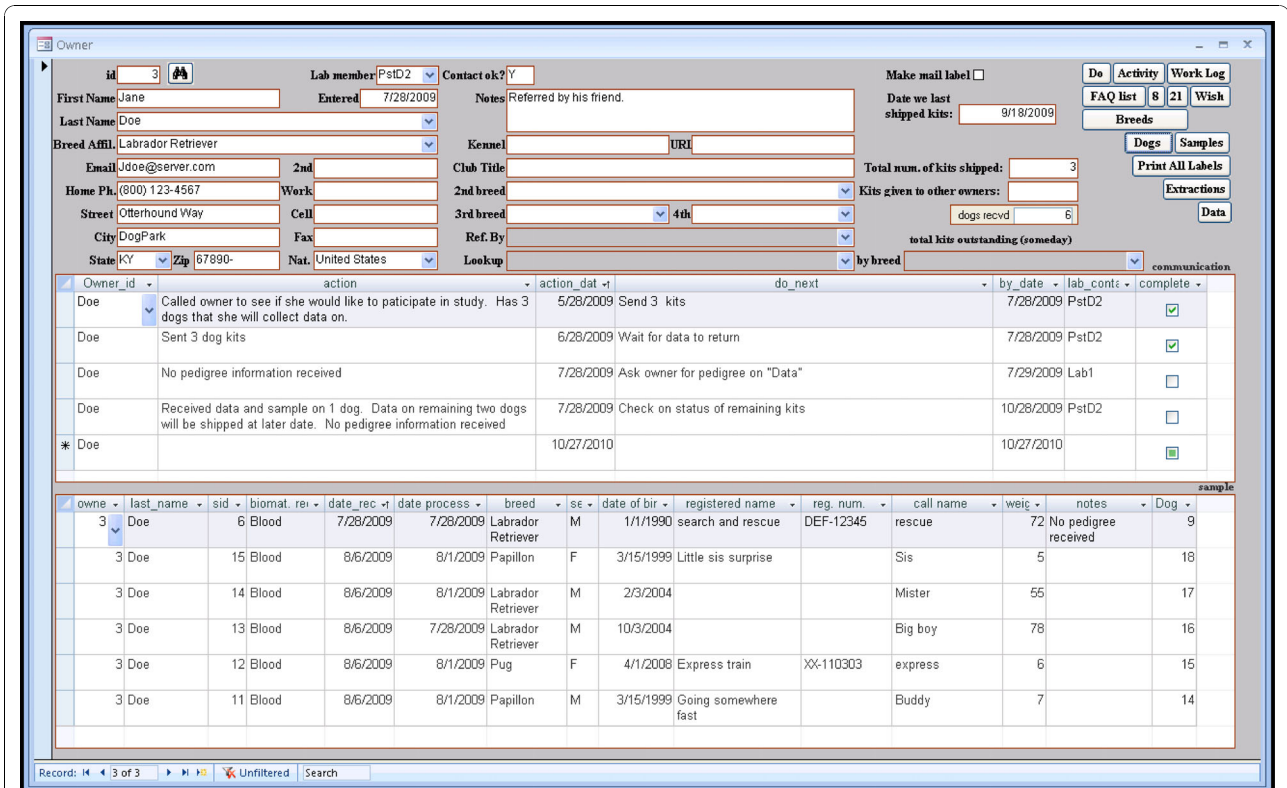 Owner
id 3 Lab member PstD2 Contact ok? Y Make mail label Do Activity Work Log
First Name Jane Entered 7/28/2009 Notes Referred by his friend. Date we last shipped kits: 9/18/2009 FAQ list 8 21 Wish
Last Name Doe Breeds
Breed Affil. Labrador Retriever Kennel URL Dogs Samples
Email Jdoe@server.com 2nd Club Title Total num. of kits shipped: 3 Print All Labels
Home Ph. (800) 123-4567 Work 2nd breed Kits given to other owners: Extractions
Street Otterhound Way Cell 3rd breed 4th dogs recvd 6 Data
City DogPark Fax Ref. By total kits outstanding (someday)
State KY Zip 67890- Nat. United States Lookup by breed
communication
Owner_id action action_dat do_next by_date lab_conta complete
Doe Called owner to see if she would like to paticipate in study. Has 3 5/28/2009 Send 3 kits 7/28/2009 PstD2
dogs that she will collect data on.
Doe Sent 3 dog kits 6/28/2009 Wait for data to return 7/28/2009 PstD2
Doe No pedigree information received 7/28/2009 Ask owner for pedigree on "Data" 7/29/2009 Lab1
Doe Received data and sample on 1 dog. Data on remaining two dogs 7/28/2009 Check on status of remaining kits 10/28/2009 PstD2
will be shipped at later date. No pedigree information received
* Doe 10/27/2010 10/27/2010
sample
owne last_name sid biomat. re date_rec date process breed se date of bir registered name reg. num. call name weig notes Dog
3 Doe 6 Blood 7/28/2009 7/28/2009 Labrador M 1/1/1990 search and rescue DEF-12345 rescue 72 No pedigree 9
Retriever received
3 Doe 15 Blood 8/6/2009 8/1/2009 Papillon F 3/15/1999 Little sis surprise Sis 5 18
3 Doe 14 Blood 8/6/2009 8/1/2009 Labrador M 2/3/2004 Mister 55 17
Retriever
3 Doe 13 Blood 8/6/2009 7/28/2009 Labrador M 10/3/2004 Big boy 78 16
Retriever
3 Doe 12 Blood 8/6/2009 8/1/2009 Pug F 4/1/2008 Express train XX-110303 express 6 15
3 Doe 11 Blood 8/6/2009 8/1/2009 Papillon M 3/15/1999 Going somewhere Buddy 7 14
fast
Record: 3 of 3 Unfiltered Search